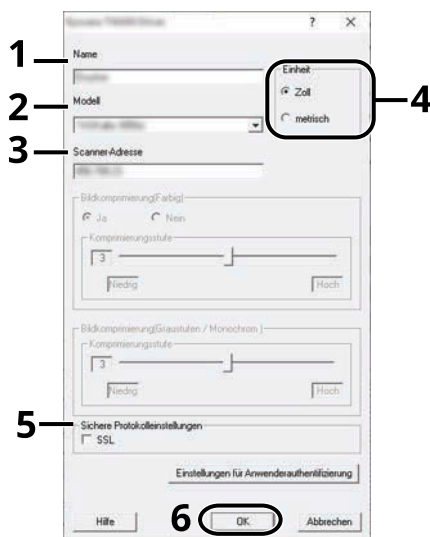 ? ×
1 Name
Einheit
Zoll
metrisch
4
2 Modell
3 Scanner-Adresse
Bildkomprimierung(Farbig)
Ja Nein
Komprimierungsstufe
3
Niedrig Hoch
Bildkomprimierung(Graustufen / Monochrom )
Komprimierungsstufe
3
Niedrig Hoch
5 Sichere Protokolleinstellungen
SSL
Einstellungen für Anwenderauthentifizierung
Hilfe 6 OK Abbrechen